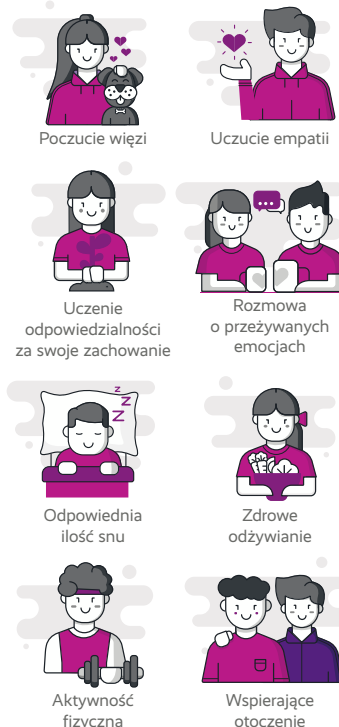 Poczucie więzi
Uczucie empatii
Uczenie
odpowiedzialności
za swoje zachowanie
Rozmowa
o przeżywanych
emocjach
z
Z
Z
Odpowiednia
ilość snu
Zdrowe
odżywianie
Aktywność
fizyczna
Wspierające
otoczenie